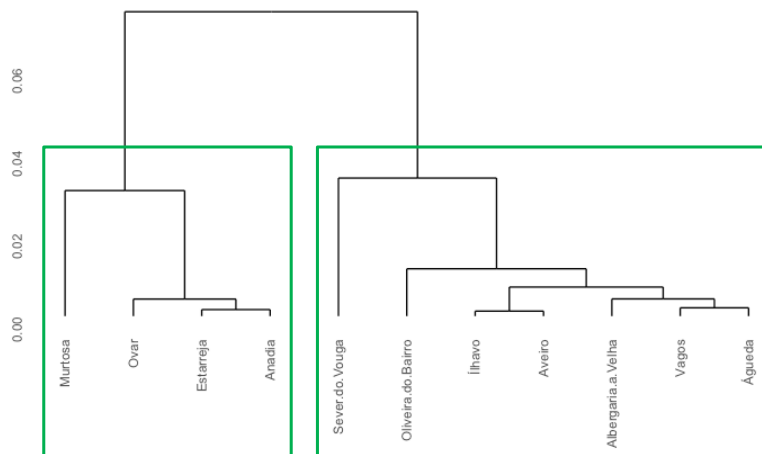 0.06
0.04
0.02
0.00
Murtosa
Ovar
Estarreja
Anadia
Sever.do.Vouga
Oliveira.do.Bairro
Ílhavo
Aveiro
Albergaria.a.Velha
Vagos
Águeda